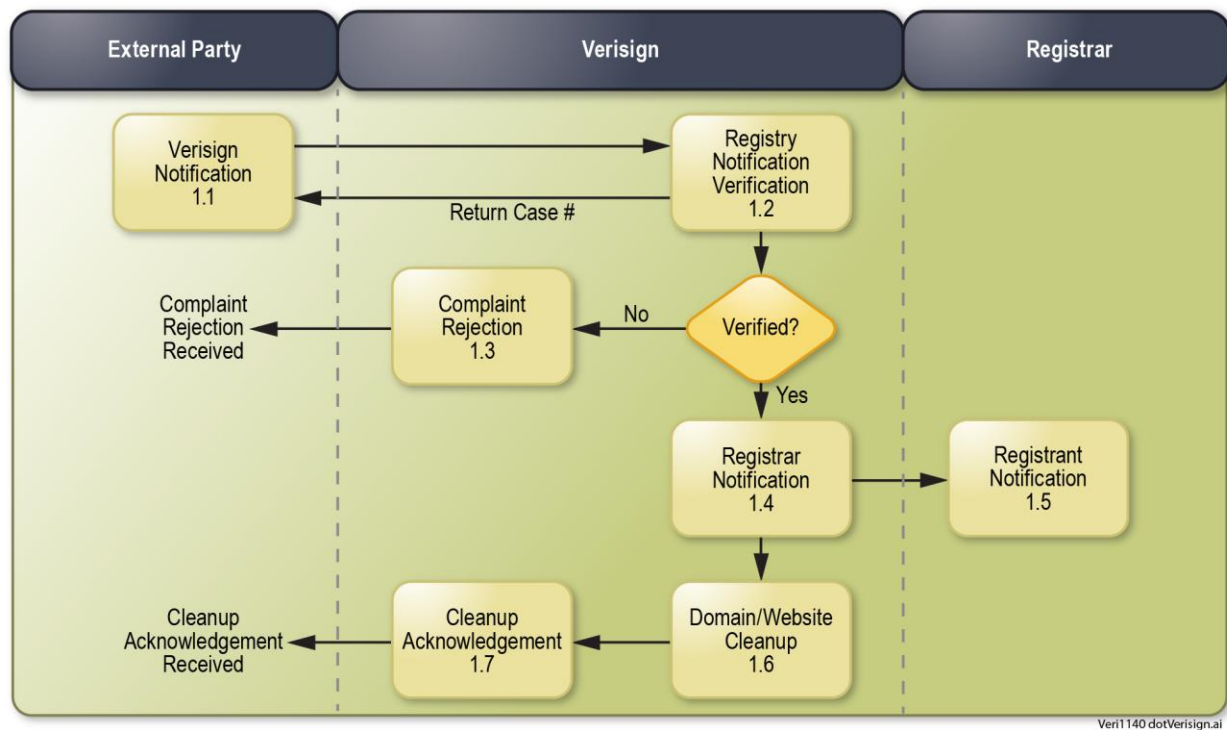 External Party
Verisign
Registrar
Verisign
Notification
1.1
Registry
Notification
Verification
1.2
Return Case #
Complaint
Rejection
Received
Complaint
Rejection
1.3
No
Verified?
Yes
Registrar
Notification
1.4
Registrant
Notification
1.5
Cleanup
Acknowledgement
Received
Cleanup
Acknowledgement
1.7
Domain/Website
Cleanup
1.6
Veri1140 dotVerisign.ai